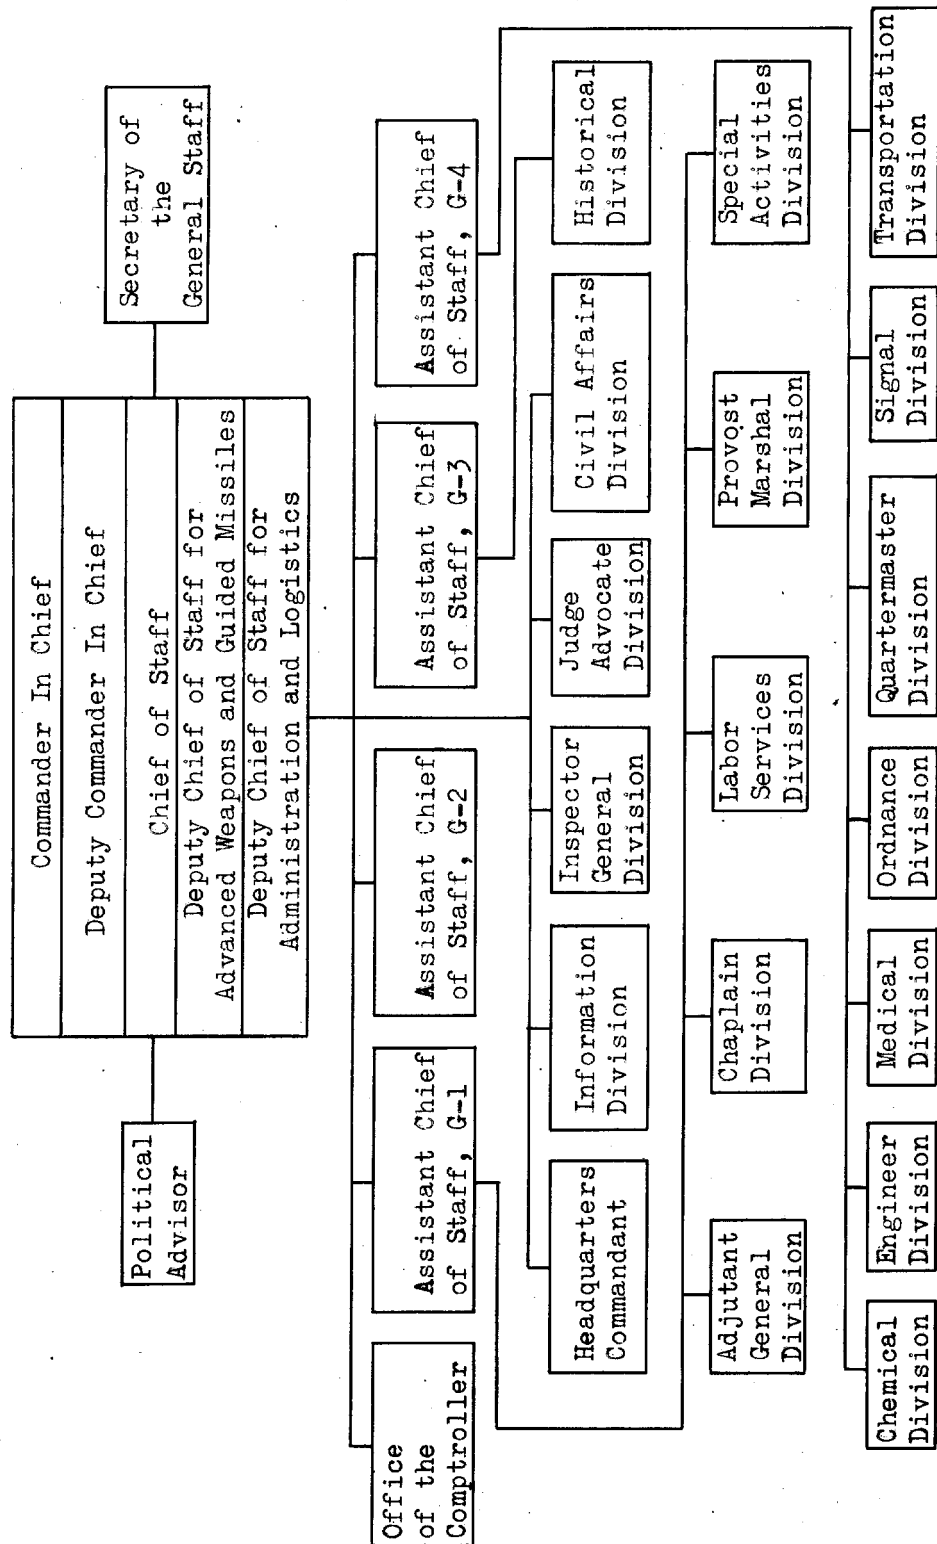 Commander In Chief
Deputy Commander In Chief
Chief of Staff
Deputy Chief of Staff for
Advanced Weapons and Guided Missiles
Deputy Chief of Staff for
Administration and Logistics
Political
Advisor
Secretary of
the
General Staff
Office
of the
Comptroller
Assistant Chief
of Staff, G-1
Assistant Chief
of Staff, G-2
Assistant Chief
of Staff, G-3
Assistant Chief
of Staff, G-4
Headquarters
Commandant
Information
Division
Inspector
General
Division
Judge
Advocate
Division
Civil Affairs
Division
Historical
Division
Adjutant
General
Division
Chaplain
Division
Labor
Services
Division
Provost
Marshal
Division
Special
Activities
Division
Chemical
Division
Engineer
Division
Medical
Division
Ordnance
Division
Quartermaster
Division
Signal
Division
Transportation
Division